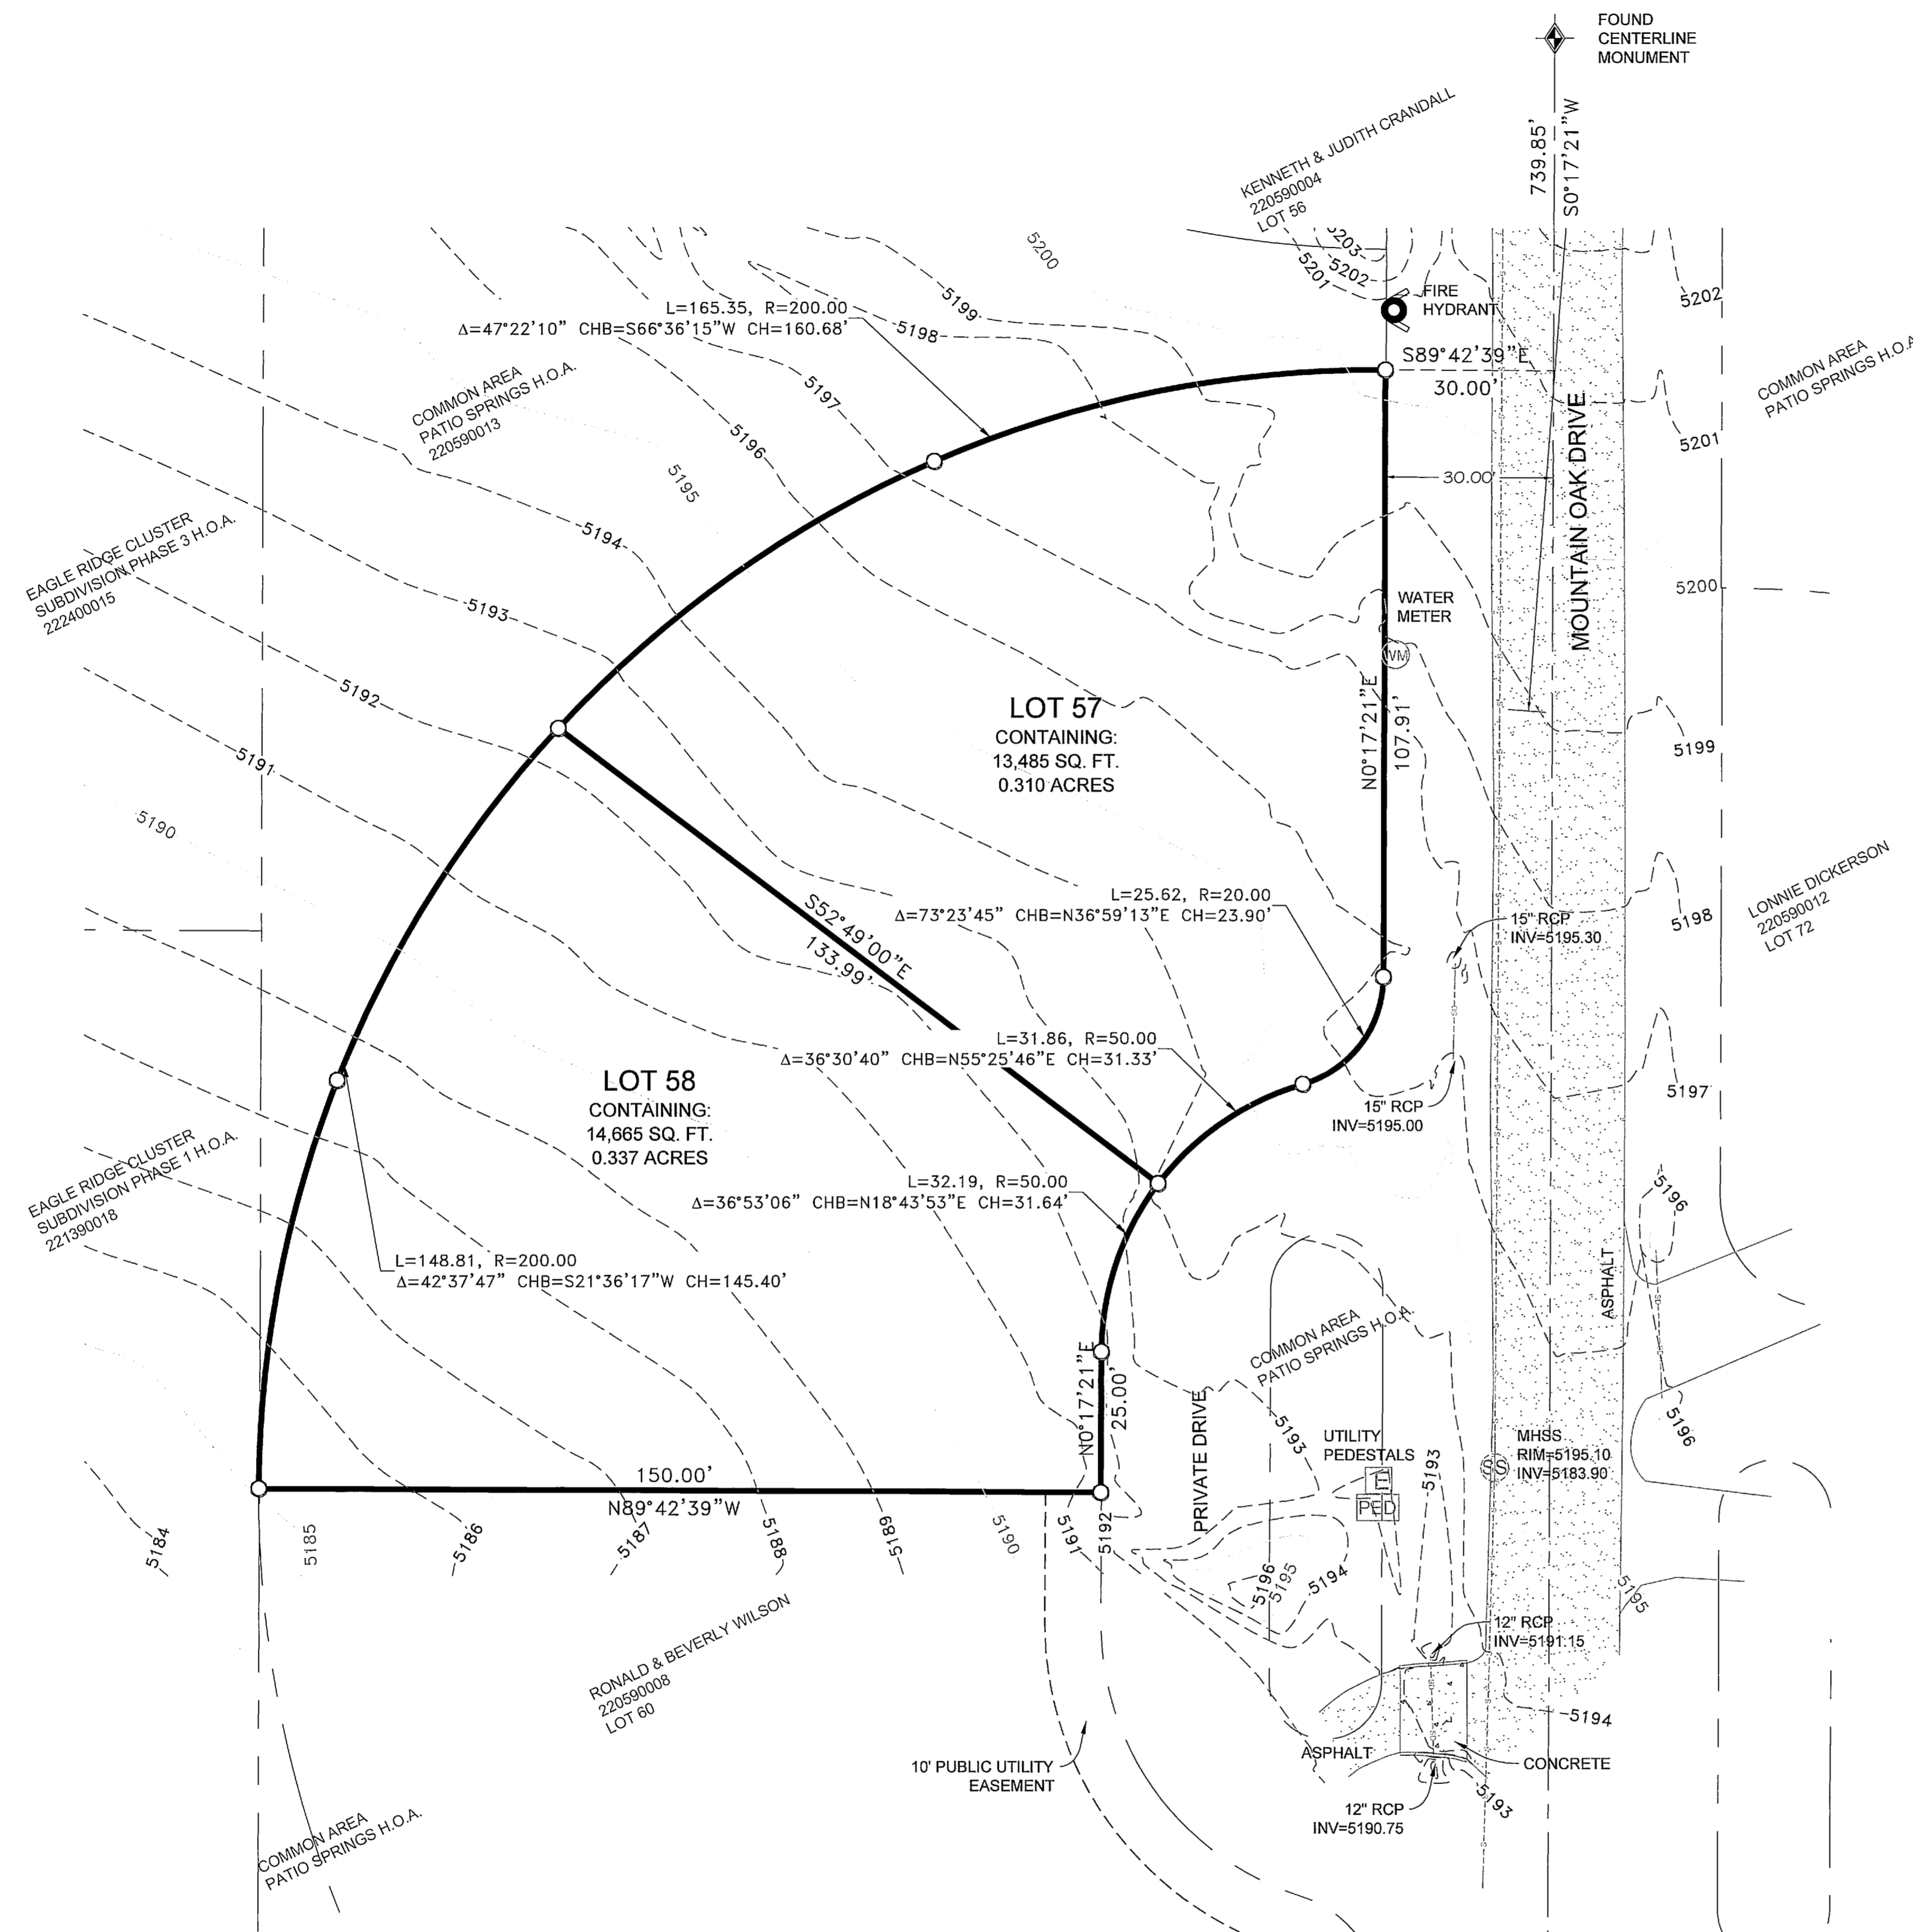 FOUND
CENTERLINE
MONUMENT
739.85'
S0°17'21"W
KENNETH & JUDITH CRANDALL
220590004
LOT 56
5203
5202
5201
5200
5199
5198
5197
5196
5195
5194
5193
5192
5191
5190
FIRE
HYDRANT
5202
L=165.35, R=200.00
Δ=47°22'10" CHB=S66°36'15"W CH=160.68'
S89°42'39"E
30.00'
COMMON AREA
PATIO SPRINGS H.O.A.
220590013
COMMON AREA
PATIO SPRINGS H.O.A
MOUNTAIN OAK DRIVE
5201
30.00'
EAGLE RIDGE CLUSTER
SUBDIVISION PHASE 3 H.O.A.
222400015
WATER
METER
WM
5200
N0°17'21"E
107.91'
LOT 57
CONTAINING:
13,485 SQ. FT.
0.310 ACRES
5199
S52°49'00"E
133.99'
L=25.62, R=20.00
Δ=73°23'45" CHB=N36°59'13"E CH=23.90'
15" RCP
INV=5195.30
5198
LONNIE DICKERSON
220590012
LOT 72
L=31.86, R=50.00
Δ=36°30'40" CHB=N55°25'46"E CH=31.33'
5197
15" RCP
INV=5195.00
LOT 58
CONTAINING:
14,665 SQ. FT.
0.337 ACRES
EAGLE RIDGE CLUSTER
SUBDIVISION PHASE 1 H.O.A.
221390018
L=32.19, R=50.00
Δ=36°53'06" CHB=N18°43'53"E CH=31.64'
5196
L=148.81, R=200.00
Δ=42°37'47" CHB=S21°36'17"W CH=145.40'
ASPHALT
COMMON AREA
PATIO SPRINGS H.O.A.
N0°17'21"E
25.00'
PRIVATE DRIVE
5193
UTILITY
PEDESTALS
E
PED
5193
SS
MHSS
RIM=5195.10
INV=5183.90
5196
150.00'
N89°42'39"W
5184
5185
5186
5187
5188
5189
5190
5191
5192
5196
5195
5194
5195
RONALD & BEVERLY WILSON
220590008
LOT 60
12" RCP
INV=5191.15
5194
ASPHALT
CONCRETE
10' PUBLIC UTILITY
EASEMENT
5193
12" RCP
INV=5190.75
COMMON AREA
PATIO SPRINGS H.O.A.